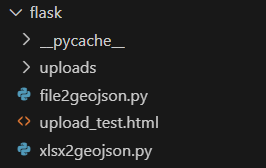 flask
__pycache__
uploads
file2geojson.py
upload_test.html
xlsx2geojson.py